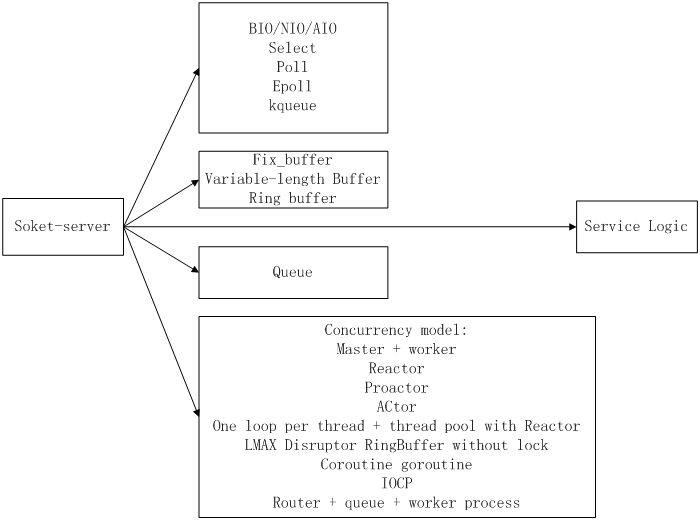 BIO/NIO/AIO
Select
Poll
Epoll
kqueue
Fix_buffer
Variable-length Buffer
Ring buffer
Soket-server
Service Logic
Queue
Concurrency model:
Master + worker
Reactor
Proactor
ACtor
One loop per thread + thread pool with Reactor
LMAX Disruptor RingBuffer without lock
Coroutine goroutine
IOCP
Router + queue + worker process